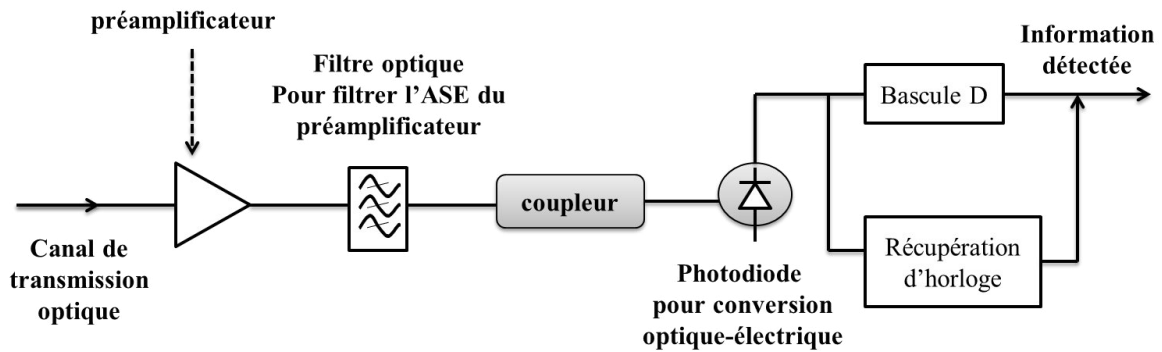 préamplificateur
Filtre optique
Pour filtrer l'ASE du
préamplificateur
Information
détectée
Bascule D
coupleur
Canal de
transmission
optique
Photodiode
pour conversion
optique-électrique
Récupération
d'horloge